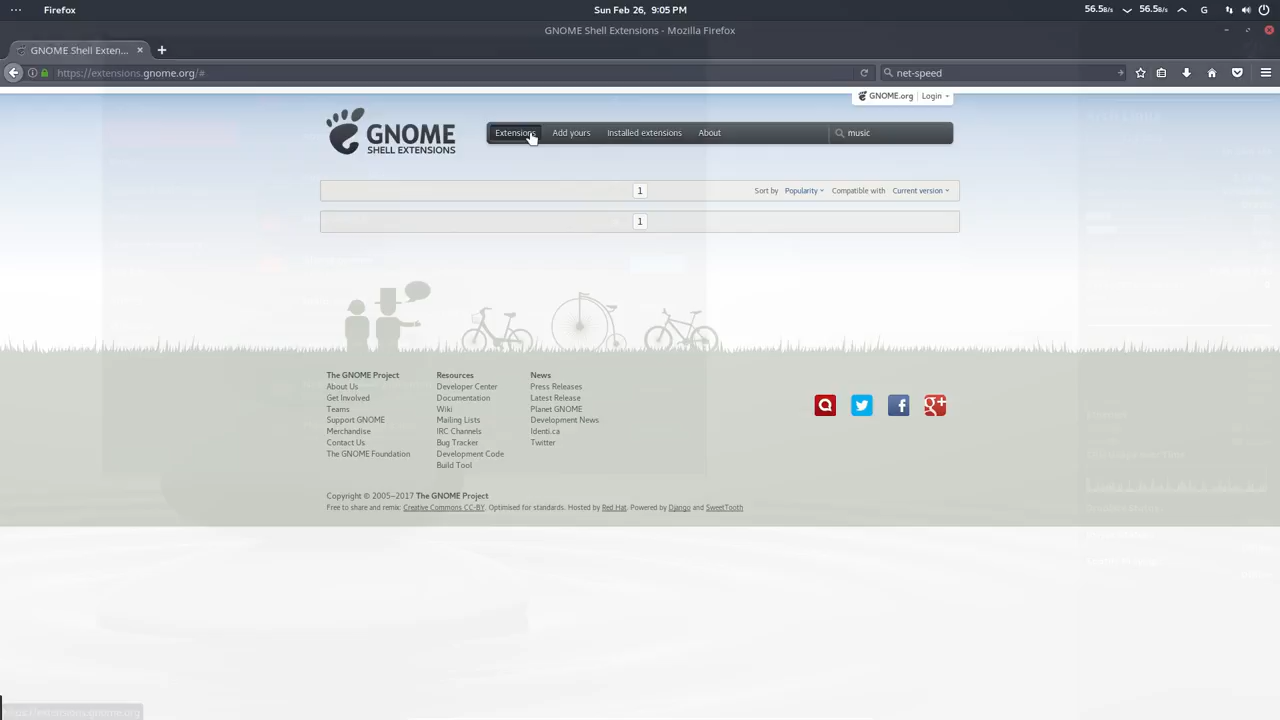 Firefox
Sun Feb 26, 9:05 PM
56.5B/s 56.5B/s G
GNOME Shell Extensions - Mozilla Firefox
GNOME Shell Exten...
https://extensions.gnome.org/#
net-speed
GNOME.org Login
GNOME
SHELL EXTENSIONS
Extensions Add yours Installed extensions About music
1 Sort by Popularity Compatible with Current version
1
The GNOME Project
About Us
Get Involved
Teams
Support GNOME
Merchandise
Contact Us
The GNOME Foundation
Resources
Developer Center
Documentation
Wiki
Mailing Lists
IRC Channels
Bug Tracker
Development Code
Build Tool
News
Press Releases
Latest Release
Planet GNOME
Development News
Identi.ca
Twitter
Copyright © 2005–2017 The GNOME Project
Free to share and remix: Creative Commons CC-BY. Optimised for standards. Hosted by Red Hat. Powered by Django and SweetTooth
https://extensions.gnome.org